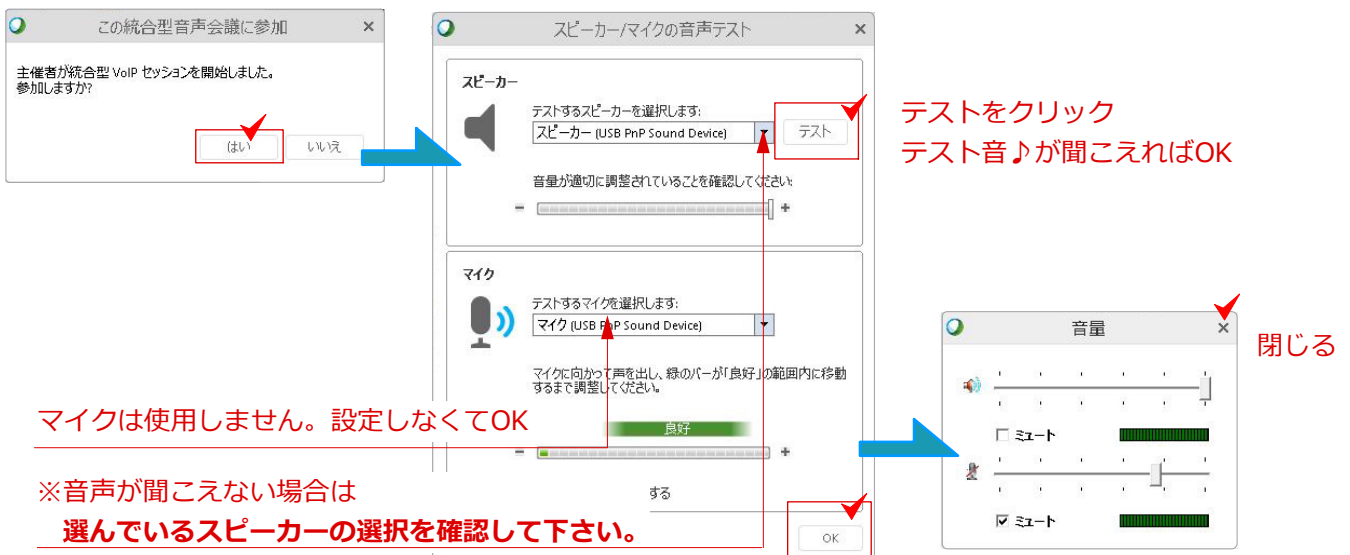 この統合型音声会議に参加 ×
主催者が統合型 VoIP セッションを開始しました。
参加しますか?
はい いいえ
スピーカー/マイクの音声テスト ×
スピーカー
テストするスピーカーを選択します:
スピーカー (USB PnP Sound Device) テスト
音量が適切に調整されていることを確認してください:
- +
マイク
テストするマイクを選択します:
マイク (USB PnP Sound Device)
マイクに向かって声を出し、緑のバーが「良好」の範囲内に移動
するまで調整してください。
良好
- +
する
OK
テストをクリック
テスト音♪が聞こえればOK
マイクは使用しません。設定しなくてOK
※音声が聞こえない場合は
選んでいるスピーカーの選択を確認して下さい。
音量 ×
ミュート
ミュート
閉じる